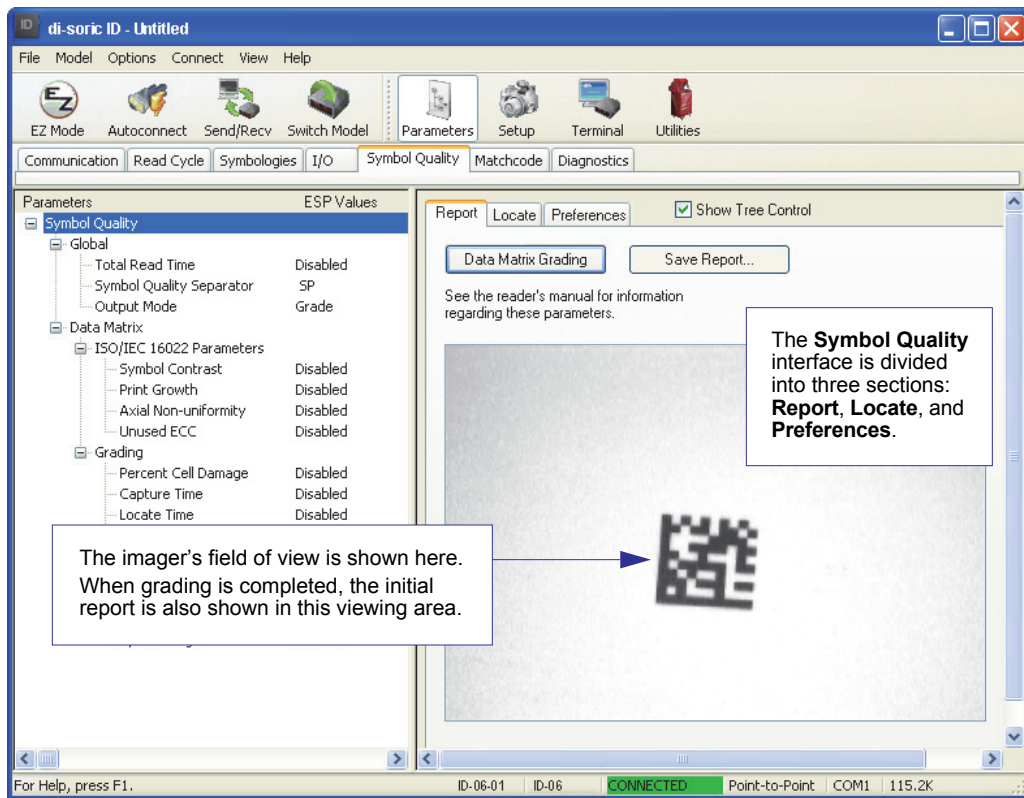 ID di-soric ID - Untitled
File Model Options Connect View Help
EZ
EZ Mode Autoconnect Send/Recv Switch Model Parameters Setup Terminal Utilities
Communication Read Cycle Symbologies I/O Symbol Quality Matchcode Diagnostics
Parameters ESP Values
Symbol Quality
Global
Total Read Time Disabled
Symbol Quality Separator SP
Output Mode Grade
Data Matrix
ISO/IEC 16022 Parameters
Symbol Contrast Disabled
Print Growth Disabled
Axial Non-uniformity Disabled
Unused ECC Disabled
Grading
Percent Cell Damage Disabled
Capture Time Disabled
Locate Time Disabled
The imager's field of view is shown here.
When grading is completed, the initial
report is also shown in this viewing area.
Report Locate Preferences Show Tree Control
Data Matrix Grading Save Report...
See the reader's manual for information
regarding these parameters.
The Symbol Quality
interface is divided
into three sections:
Report, Locate, and
Preferences.
For Help, press F1. ID-06-01 ID-06 CONNECTED Point-to-Point COM1 115.2K